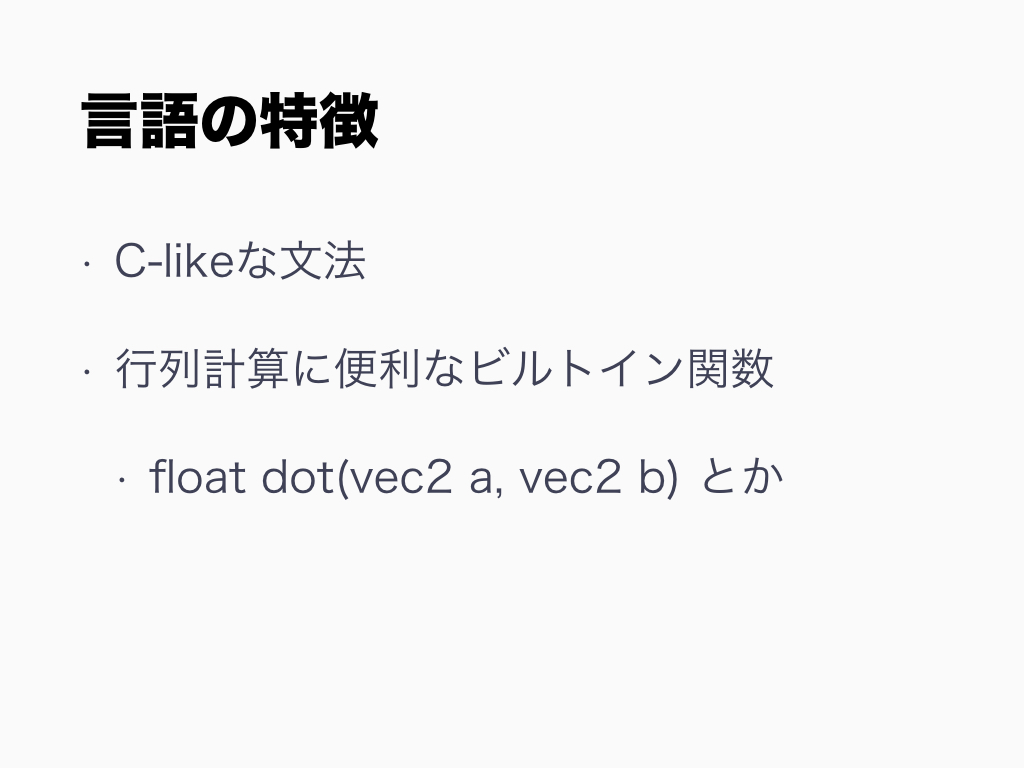 言語の特徴
・C-likeな文法
・行列計算に便利なビルトイン関数
・float dot(vec2 a, vec2 b) とか